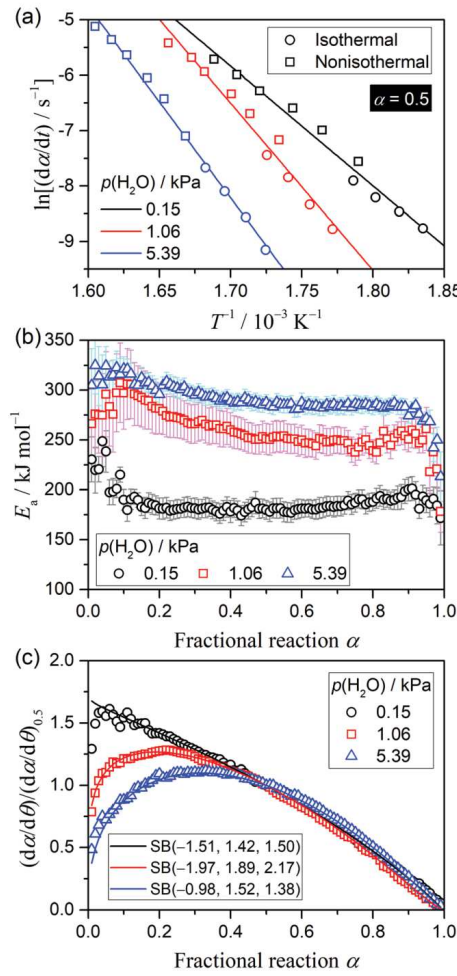 (a)
-5
-6
-7
-8
-9
ln[(dα/dt) / s⁻¹]
Isothermal
Nonisothermal
α = 0.5
p(H₂O) / kPa
0.15
1.06
5.39
1.60 1.65 1.70 1.75 1.80 1.85
T⁻¹ / 10⁻³ K⁻¹
(b)
350
300
250
200
150
100
Eₐ / kJ mol⁻¹
p(H₂O) / kPa
0.15 1.06 5.39
0.0 0.2 0.4 0.6 0.8 1.0
Fractional reaction α
(c)
2.0
1.5
1.0
0.5
0.0
(dα/dθ)/(dα/dθ)₀.₅
p(H₂O) / kPa
0.15
1.06
5.39
SB(−1.51, 1.42, 1.50)
SB(−1.97, 1.89, 2.17)
SB(−0.98, 1.52, 1.38)
0.0 0.2 0.4 0.6 0.8 1.0
Fractional reaction α